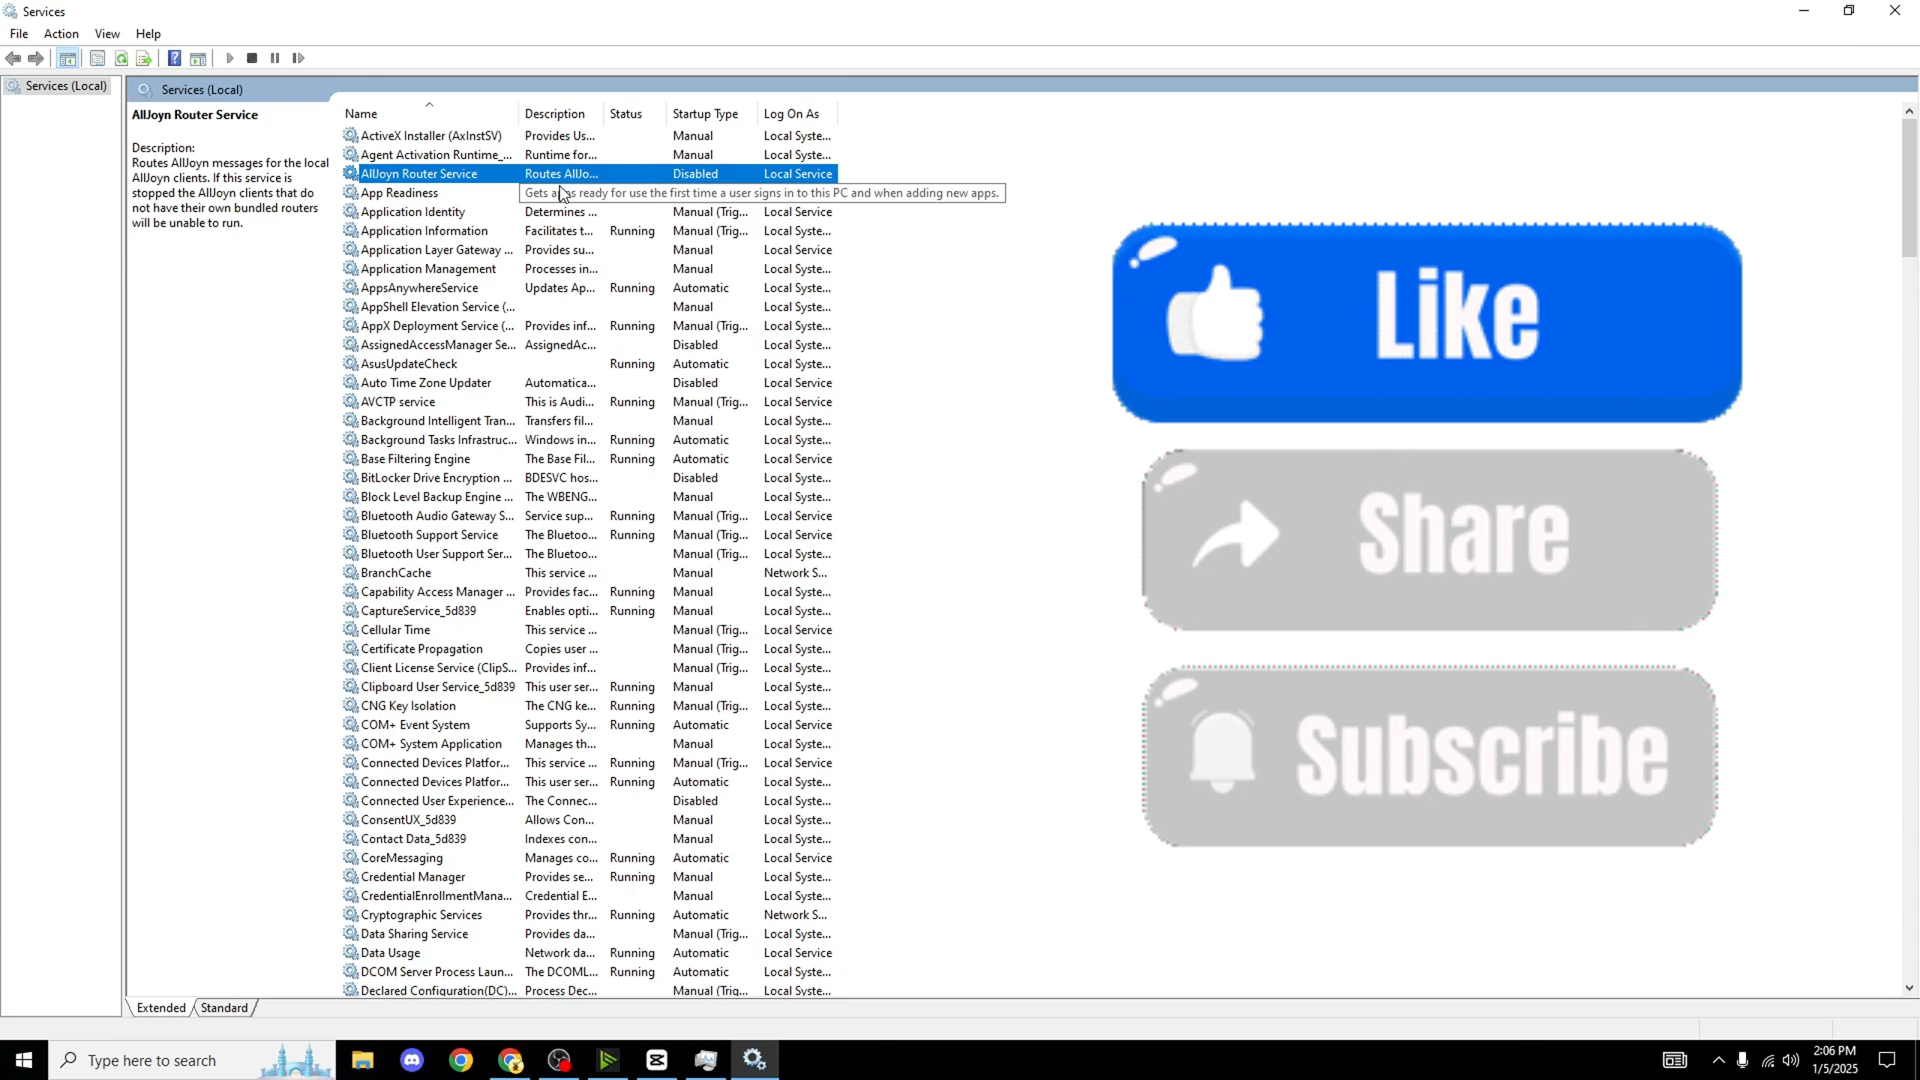 Services
File Action View Help
Services (Local)
Services (Local)
AllJoyn Router Service
Description:
Routes AllJoyn messages for the local
AllJoyn clients. If this service is
stopped the AllJoyn clients that do
not have their own bundled routers
will be unable to run.
Name Description Status Startup Type Log On As
ActiveX Installer (AxInstSV) Provides Us... Manual Local Syste...
Agent Activation Runtime_... Runtime for... Manual Local Syste...
AllJoyn Router Service Routes AllJo... Disabled Local Service
App Readiness Gets apps ready for use the first time a user signs in to this PC and when adding new apps.
Application Identity Determines ... Manual (Trig... Local Service
Application Information Facilitates t... Running Manual (Trig... Local Syste...
Application Layer Gateway ... Provides su... Manual Local Service
Application Management Processes in... Manual Local Syste...
AppsAnywhereService Updates Ap... Running Automatic Local Syste...
AppShell Elevation Service (... Manual Local Syste...
AppX Deployment Service (... Provides inf... Running Manual (Trig... Local Syste...
AssignedAccessManager Se... AssignedAc... Disabled Local Syste...
AsusUpdateCheck Running Automatic Local Syste...
Auto Time Zone Updater Automatica... Disabled Local Service
AVCTP service This is Audi... Running Manual (Trig... Local Service
Background Intelligent Tran... Transfers fil... Manual Local Syste...
Background Tasks Infrastruc... Windows in... Running Automatic Local Syste...
Base Filtering Engine The Base Fil... Running Automatic Local Service
BitLocker Drive Encryption ... BDESVC hos... Disabled Local Syste...
Block Level Backup Engine ... The WBENG... Manual Local Syste...
Bluetooth Audio Gateway S... Service sup... Running Manual (Trig... Local Service
Bluetooth Support Service The Bluetoo... Running Manual (Trig... Local Service
Bluetooth User Support Ser... The Bluetoo... Manual (Trig... Local Syste...
BranchCache This service ... Manual Network S...
Capability Access Manager ... Provides fac... Running Manual Local Syste...
CaptureService_5d839 Enables opti... Running Manual Local Syste...
Cellular Time This service ... Manual (Trig... Local Service
Certificate Propagation Copies user ... Manual (Trig... Local Syste...
Client License Service (ClipS... Provides inf... Manual (Trig... Local Syste...
Clipboard User Service_5d839 This user ser... Running Manual Local Syste...
CNG Key Isolation The CNG ke... Running Manual (Trig... Local Syste...
COM+ Event System Supports Sy... Running Automatic Local Service
COM+ System Application Manages th... Manual Local Syste...
Connected Devices Platfor... This service ... Running Manual (Trig... Local Service
Connected Devices Platfor... This user ser... Running Automatic Local Syste...
Connected User Experience... The Connec... Disabled Local Syste...
ConsentUX_5d839 Allows Con... Manual Local Syste...
Contact Data_5d839 Indexes con... Manual Local Syste...
CoreMessaging Manages co... Running Automatic Local Service
Credential Manager Provides se... Running Manual Local Syste...
CredentialEnrollmentMana... Credential E... Manual Local Syste...
Cryptographic Services Provides thr... Running Automatic Network S...
Data Sharing Service Provides da... Manual (Trig... Local Syste...
Data Usage Network da... Running Automatic Local Service
DCOM Server Process Laun... The DCOML... Running Automatic Local Syste...
Declared Configuration(DC)... Process Dec... Manual (Trig... Local Syste...
Like
Share
Subscribe
Extended Standard
Type here to search
2:06 PM
1/5/2025